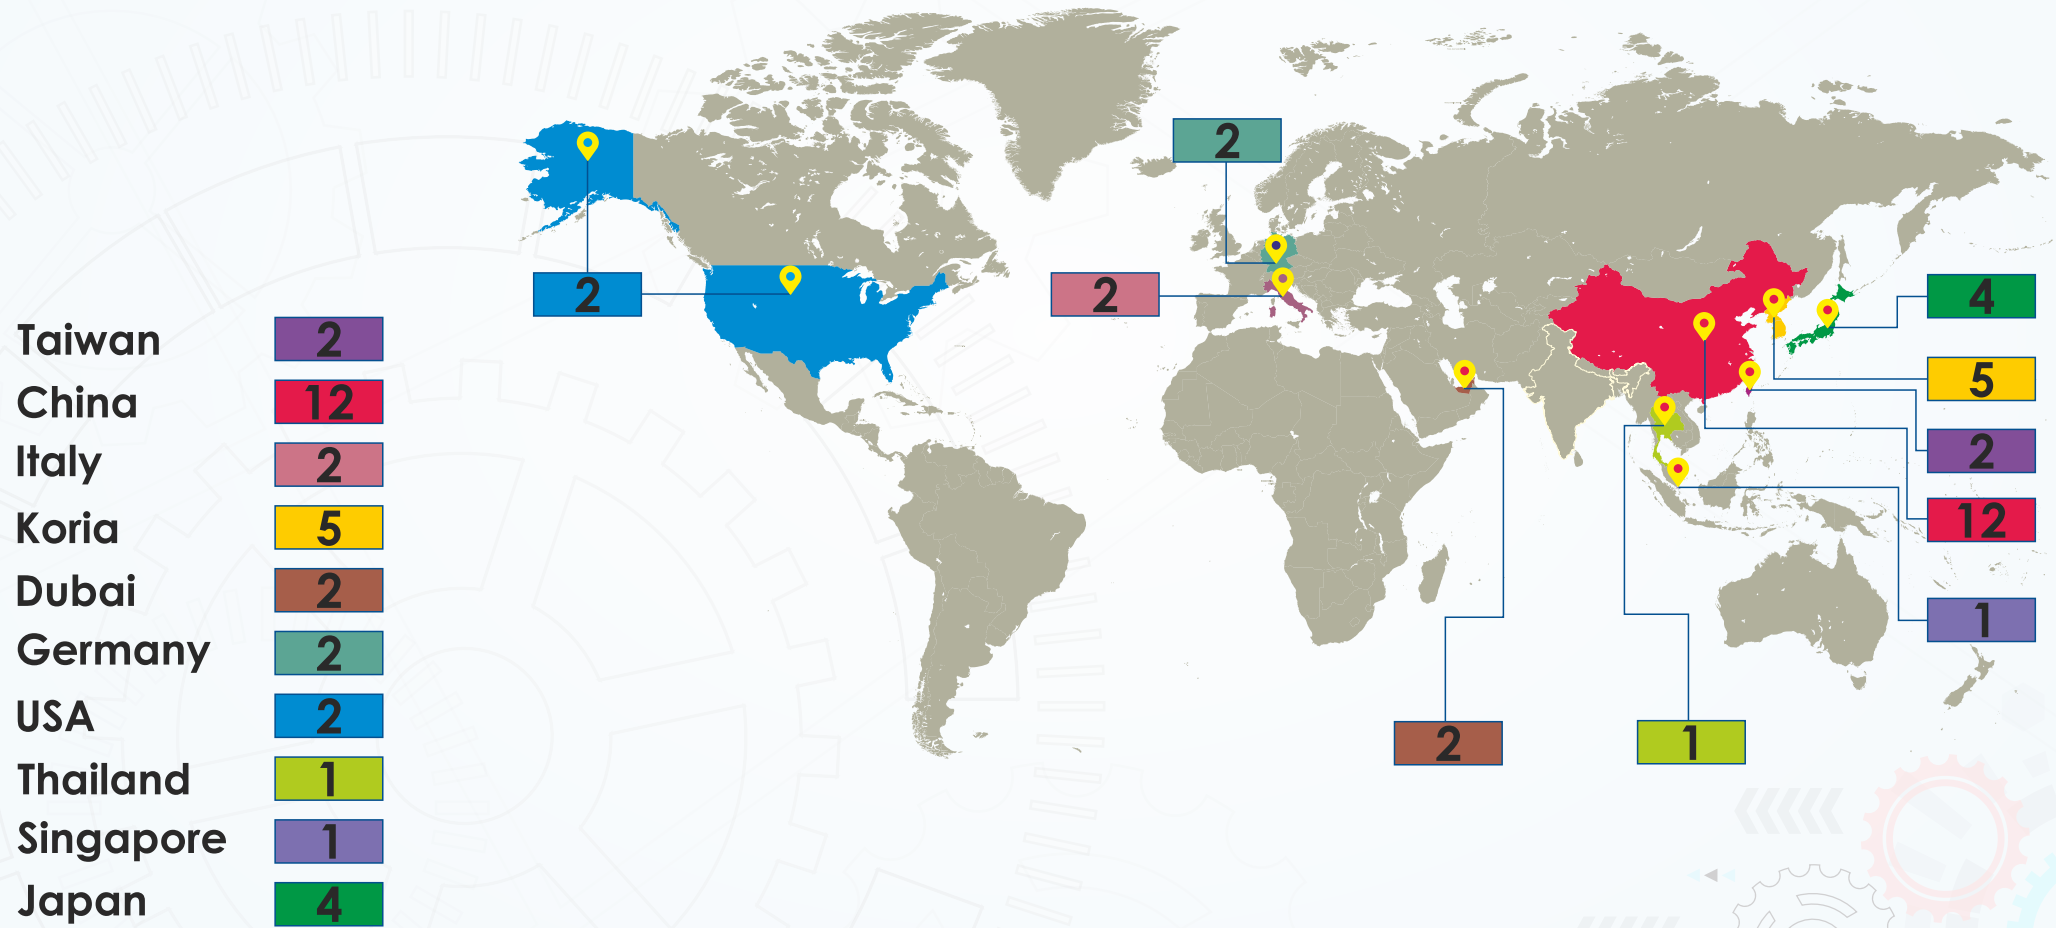 Taiwan 2
China 12
Italy 2
Koria 5
Dubai 2
Germany 2
USA 2
Thailand 1
Singapore 1
Japan 4
2
2
2
4
5
2
12
1
2
1